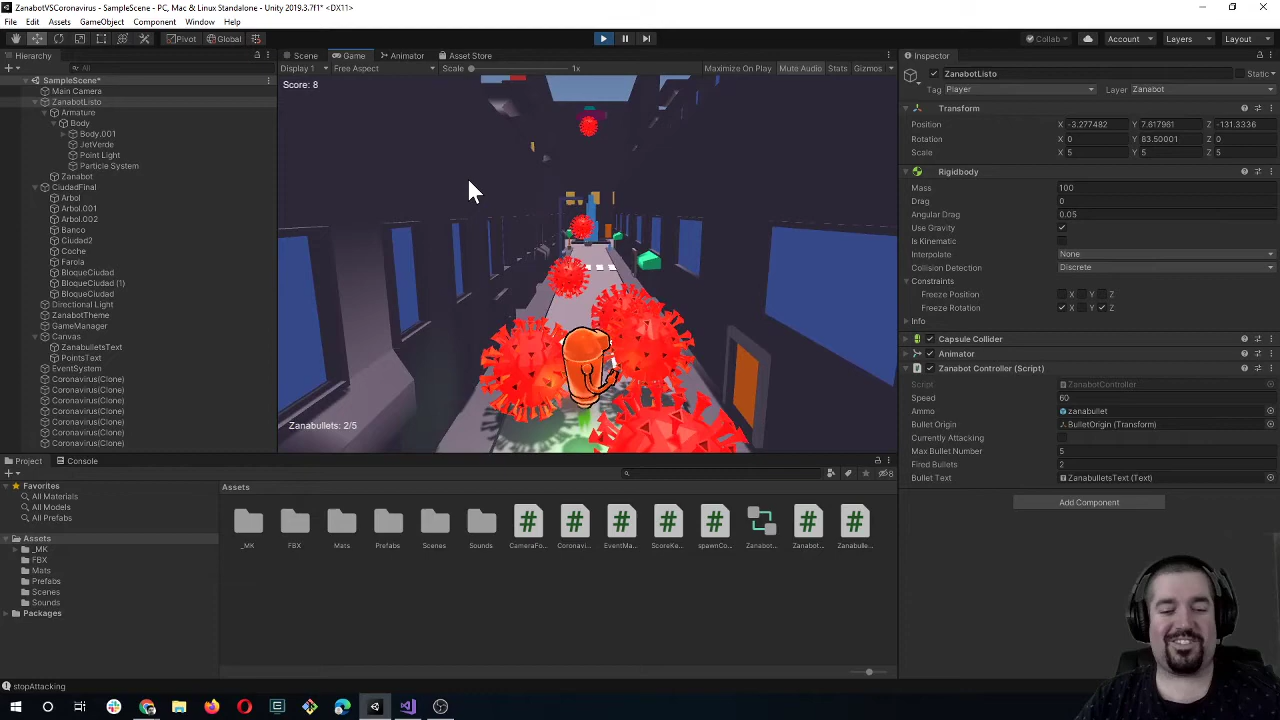 ZanabotVSCoronavirus - SampleScene - PC, Mac & Linux Standalone - Unity 2019.3.7f1* <DX11>
File Edit Assets GameObject Component Window Help
Pivot Global Collab Account Layers Layout
Hierarchy
All
SampleScene*
Main Camera
ZanabotListo
Armature
Body
Body.001
JetVerde
Point Light
Particle System
Zanabot
CiudadFinal
Arbol
Arbol.001
Arbol.002
Banco
Ciudad2
Coche
Farola
BloqueCiudad
BloqueCiudad (1)
BloqueCiudad
Directional Light
ZanabotTheme
GameManager
Canvas
ZanabulletsText
PointsText
EventSystem
Coronavirus(Clone)
Coronavirus(Clone)
Coronavirus(Clone)
Coronavirus(Clone)
Coronavirus(Clone)
Coronavirus(Clone)
Coronavirus(Clone)
Scene Game Animator Asset Store
Display 1 Free Aspect Scale 1x Maximize On Play Mute Audio Stats Gizmos
Score: 8
Zanabullets: 2/5
Inspector
ZanabotListo Static
Tag Player Layer Zanabot
Transform
Position X -3.277482 Y 7.617961 Z -131.3336
Rotation X 0 Y 83.50001 Z 0
Scale X 5 Y 5 Z 5
Rigidbody
Mass 100
Drag 0
Angular Drag 0.05
Use Gravity
Is Kinematic
Interpolate None
Collision Detection Discrete
Constraints
Freeze Position X Y Z
Freeze Rotation X Y Z
Info
Capsule Collider
Animator
Zanabot Controller (Script)
Script ZanabotController
Speed 60
Ammo zanabullet
Bullet Origin BulletOrigin (Transform)
Currently Attacking
Max Bullet Number 5
Fired Bullets 2
Bullet Text ZanabulletsText (Text)
Add Component
Project Console
8
Favorites
All Materials
All Models
All Prefabs
Assets
_MK
FBX
Mats
Prefabs
Scenes
Sounds
Packages
Assets
_MK FBX Mats Prefabs Scenes Sounds CameraFo... Coronavi... EventMa... ScoreKe... spawnCo... Zanabot... Zanabot... Zanabulle...
stopAttacking